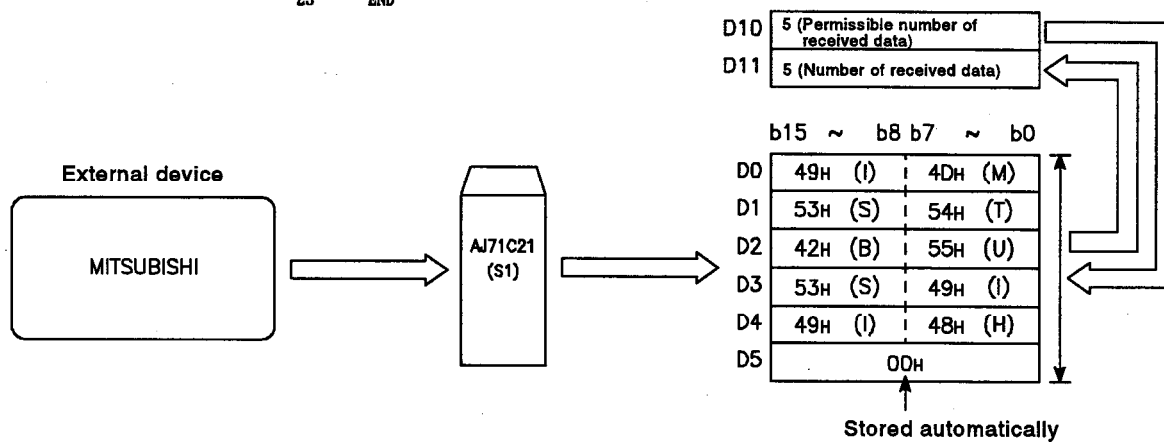 D10 5 (Permissible number of
received data)
D11 5 (Number of received data)
b15 ~ b8 b7 ~ b0
External device
MITSUBISHI
AJ71C21
(S1)
D0 49H (I) 4DH (M)
D1 53H (S) 54H (T)
D2 42H (B) 55H (U)
D3 53H (S) 49H (I)
D4 49H (I) 48H (H)
D5 0DH
Stored automatically